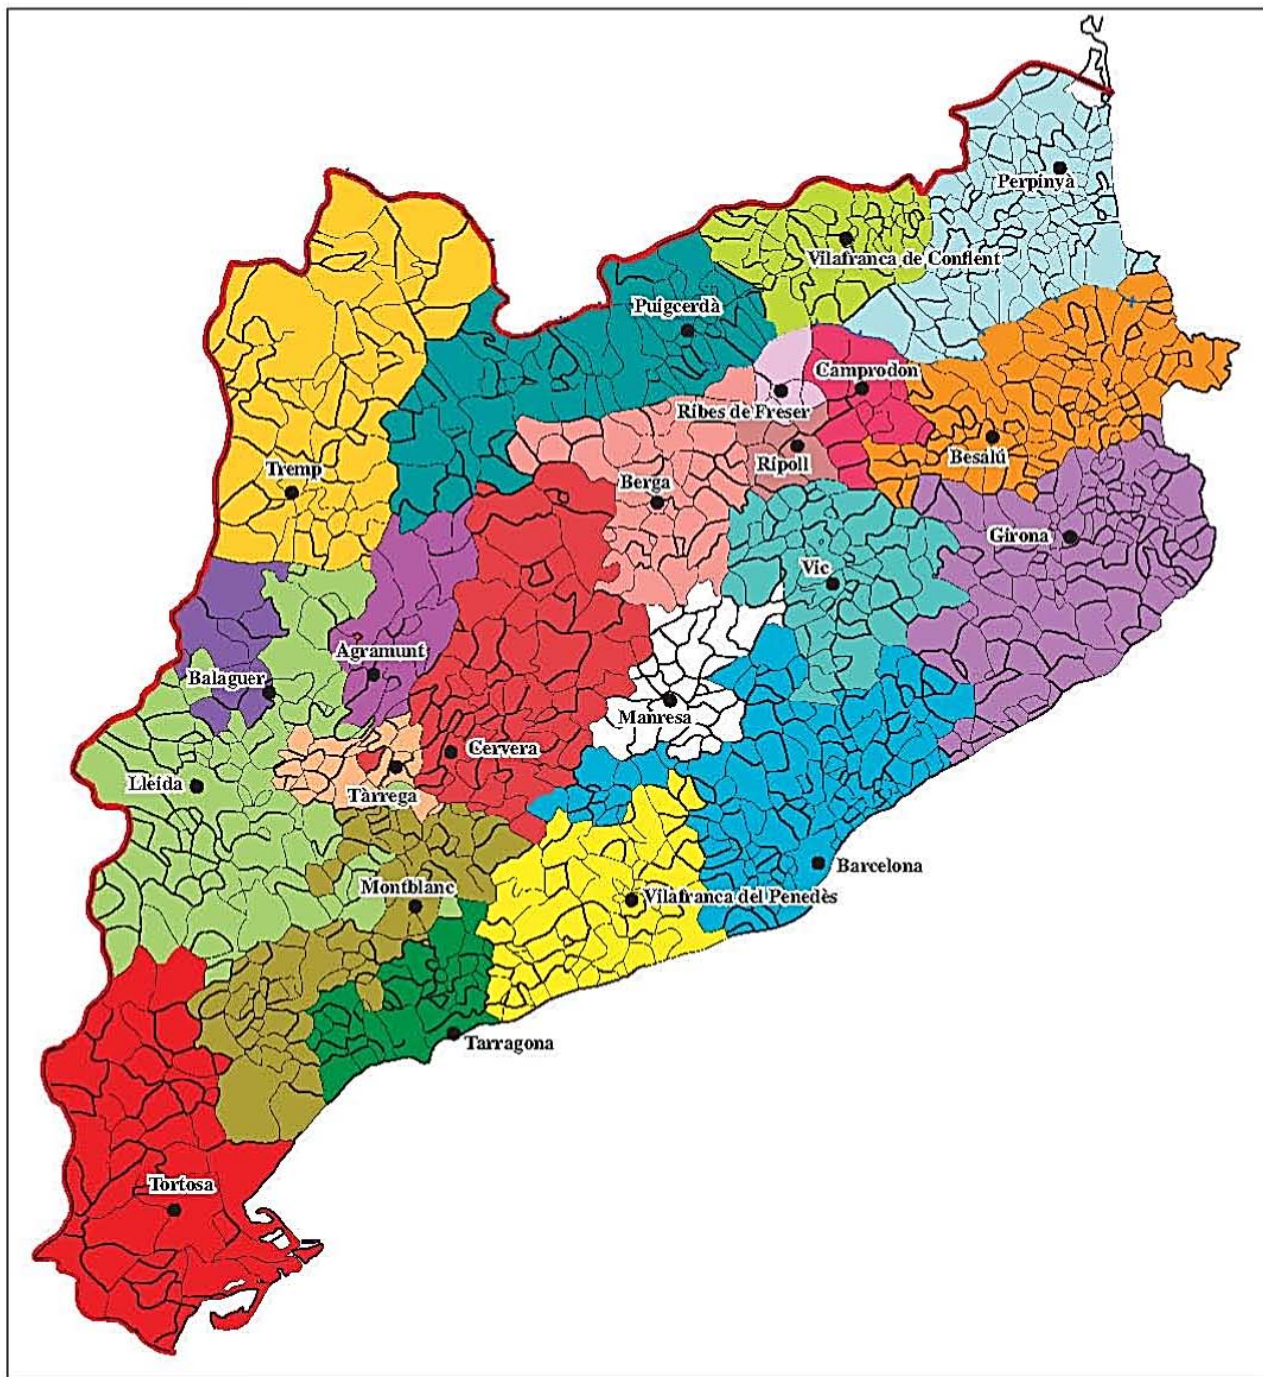 Perpinyà
Vilafranca de Conflent
Puigcerdà
Camprodon
Ribes de Freser
Besalú
Ripoll
Tremp
Berga
Girona
Vic
Agramunt
Balaguer
Manresa
Cervera
Lleida
Tàrrega
Barcelona
Montblanc
Vilafranca del Penedès
Tarragona
Tortosa